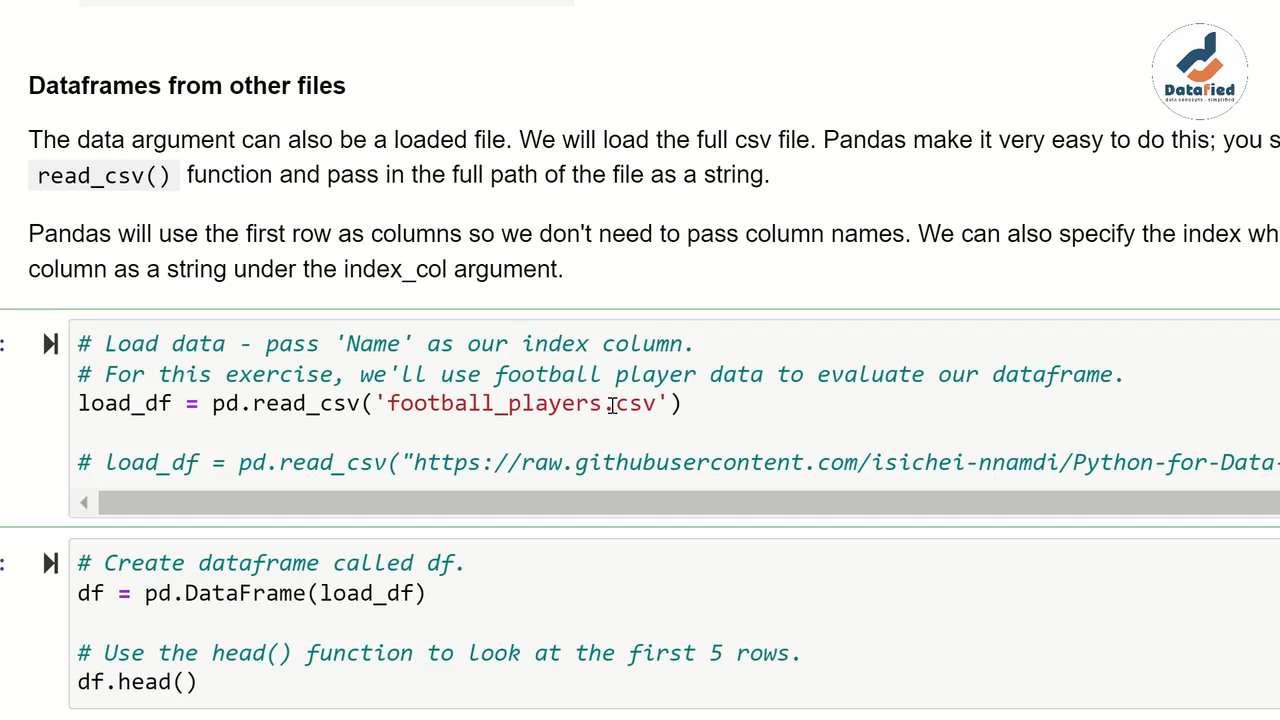 Datafied
data concepts - simplified
Dataframes from other files
The data argument can also be a loaded file. We will load the full csv file. Pandas make it very easy to do this; you s
read_csv() function and pass in the full path of the file as a string.
Pandas will use the first row as columns so we don't need to pass column names. We can also specify the index wh
column as a string under the index_col argument.
:
# Load data - pass 'Name' as our index column.
# For this exercise, we'll use football player data to evaluate our dataframe.
load_df = pd.read_csv('football_players.csv')
# load_df = pd.read_csv("https://raw.githubusercontent.com/isichei-nnamdi/Python-for-Data-
:
# Create dataframe called df.
df = pd.DataFrame(load_df)
# Use the head() function to look at the first 5 rows.
df.head()